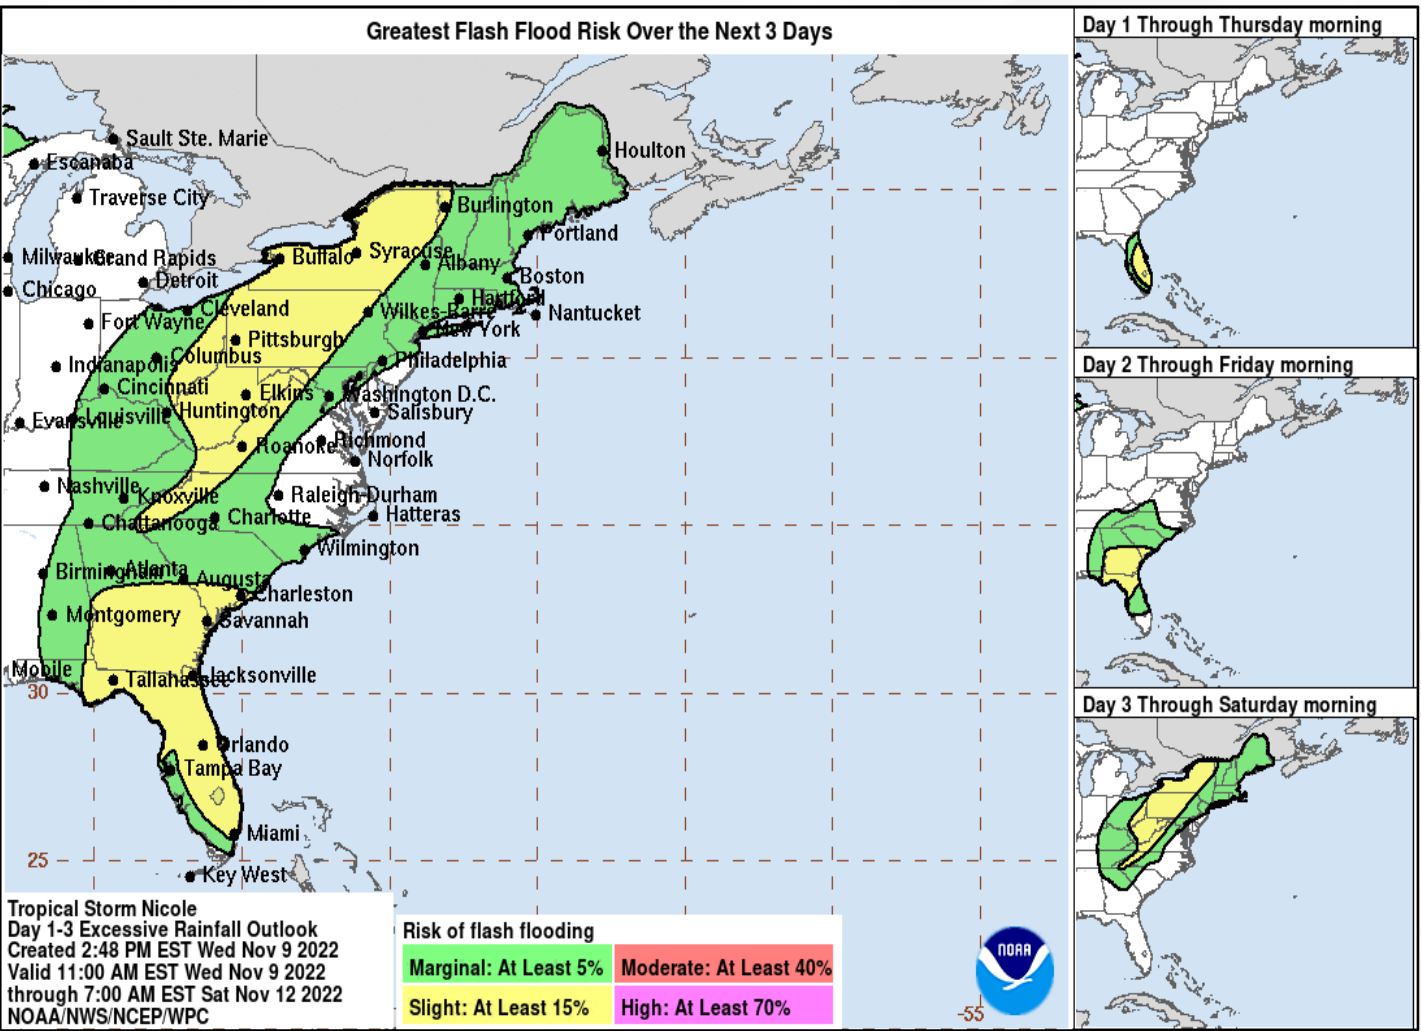 Greatest Flash Flood Risk Over the Next 3 Days
Sault Ste. Marie
Escanaba
Traverse City
Houlton
Burlington
Portland
Milwaukee
Grand Rapids
Buffalo
Syracuse
Albany
Boston
Chicago
Detroit
Hartford
Nantucket
Cleveland
Fort Wayne
Wilkes-Barre
New York
Pittsburgh
Indianapolis
Columbus
Philadelphia
Cincinnati
Elkins
Washington D.C.
Evansville
Louisville
Huntington
Salisbury
Roanoke
Richmond
Norfolk
Nashville
Knoxville
Raleigh-Durham
Hatteras
Chattanooga
Charlotte
Wilmington
Birmingham
Atlanta
Augusta
Charleston
Montgomery
Savannah
Mobile
Tallahassee
Jacksonville
30
Orlando
Tampa Bay
Miami
25
Key West
Tropical Storm Nicole
Day 1-3 Excessive Rainfall Outlook
Created 2:48 PM EST Wed Nov 9 2022
Valid 11:00 AM EST Wed Nov 9 2022
through 7:00 AM EST Sat Nov 12 2022
NOAA/NWS/NCEP/WPC
Risk of flash flooding
Marginal: At Least 5%
Moderate: At Least 40%
Slight: At Least 15%
High: At Least 70%
NOAA
-55
Day 1 Through Thursday morning
Day 2 Through Friday morning
Day 3 Through Saturday morning